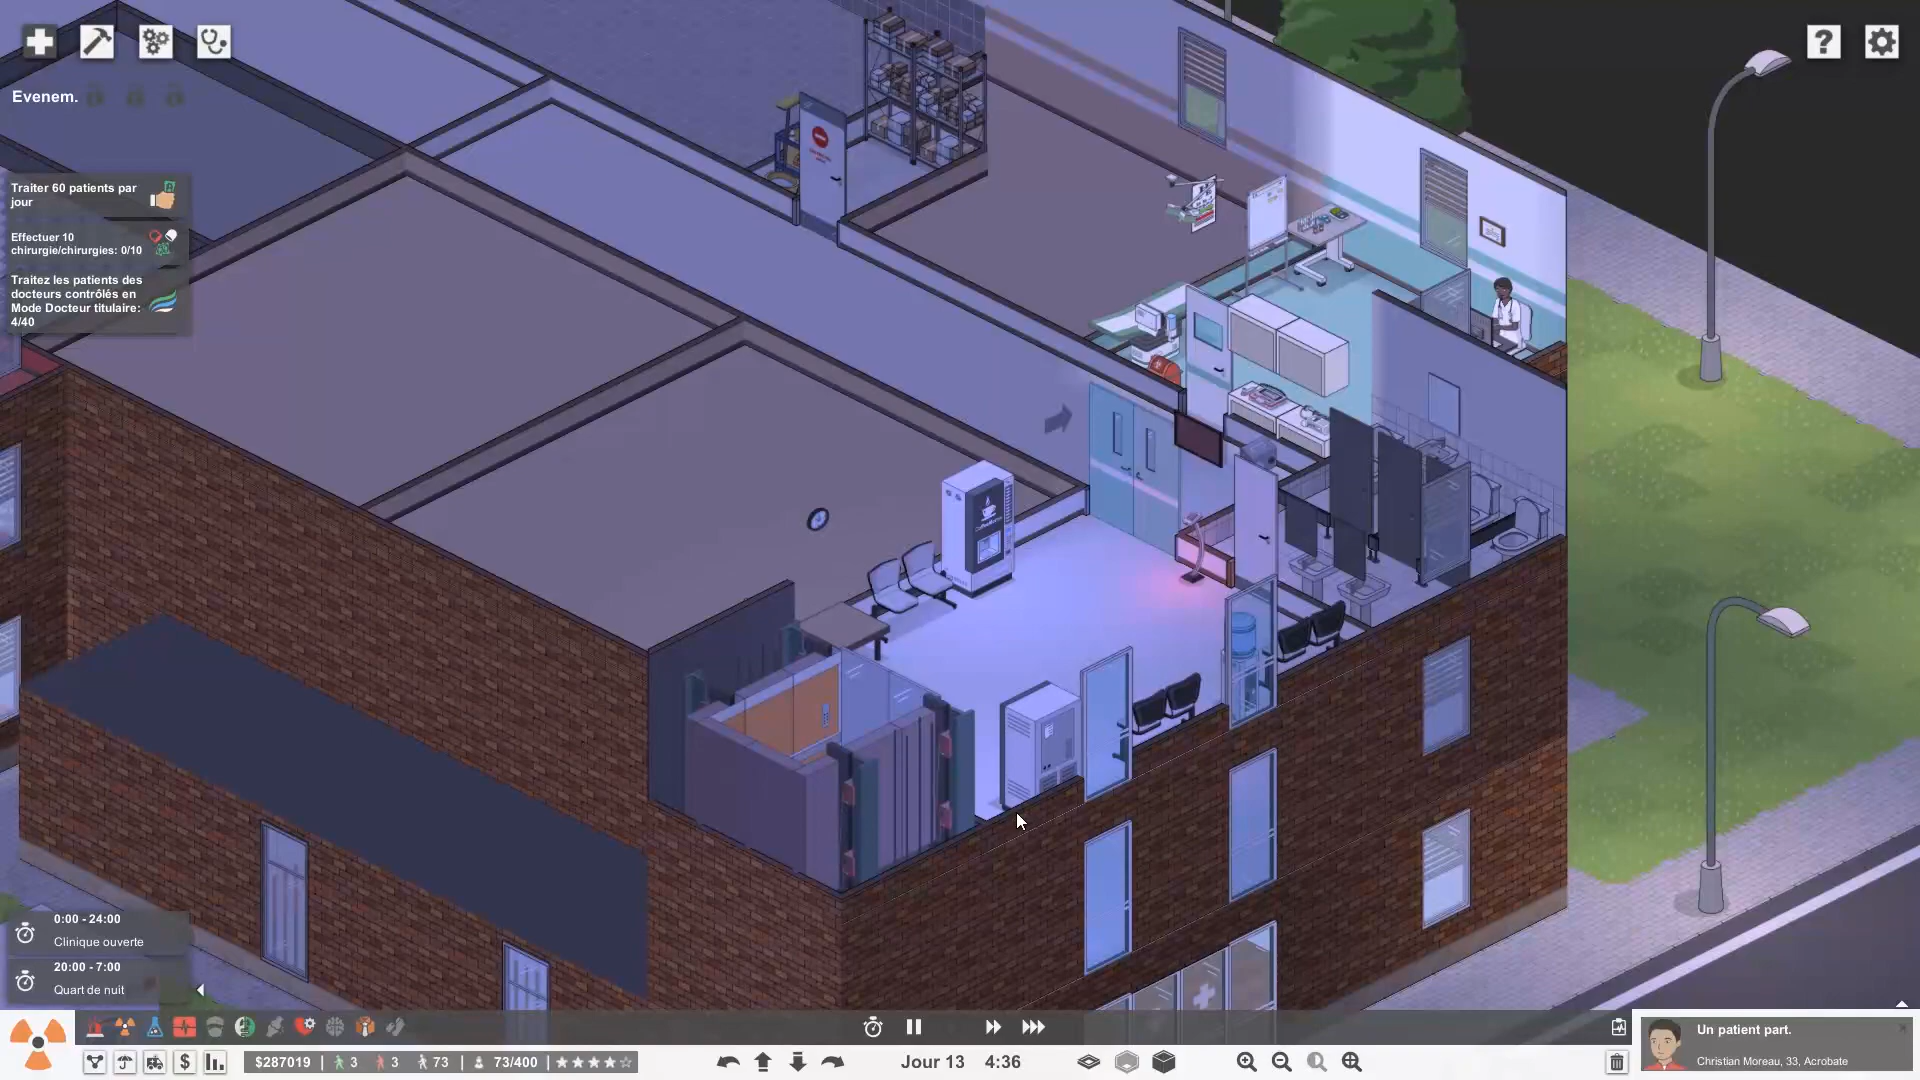 Evenem.
Traiter 60 patients par
jour
Effectuer 10
chirurgie/chirurgies: 0/10
Traitez les patients des
docteurs contrôlés en
Mode Docteur titulaire:
4/40
0:00 - 24:00
Clinique ouverte
20:00 - 7:00
Quart de nuit
$287019 | 3 3 73 | 73/400 |
Jour 13 4:36
Un patient part.
Christian Moreau, 33, Acrobate